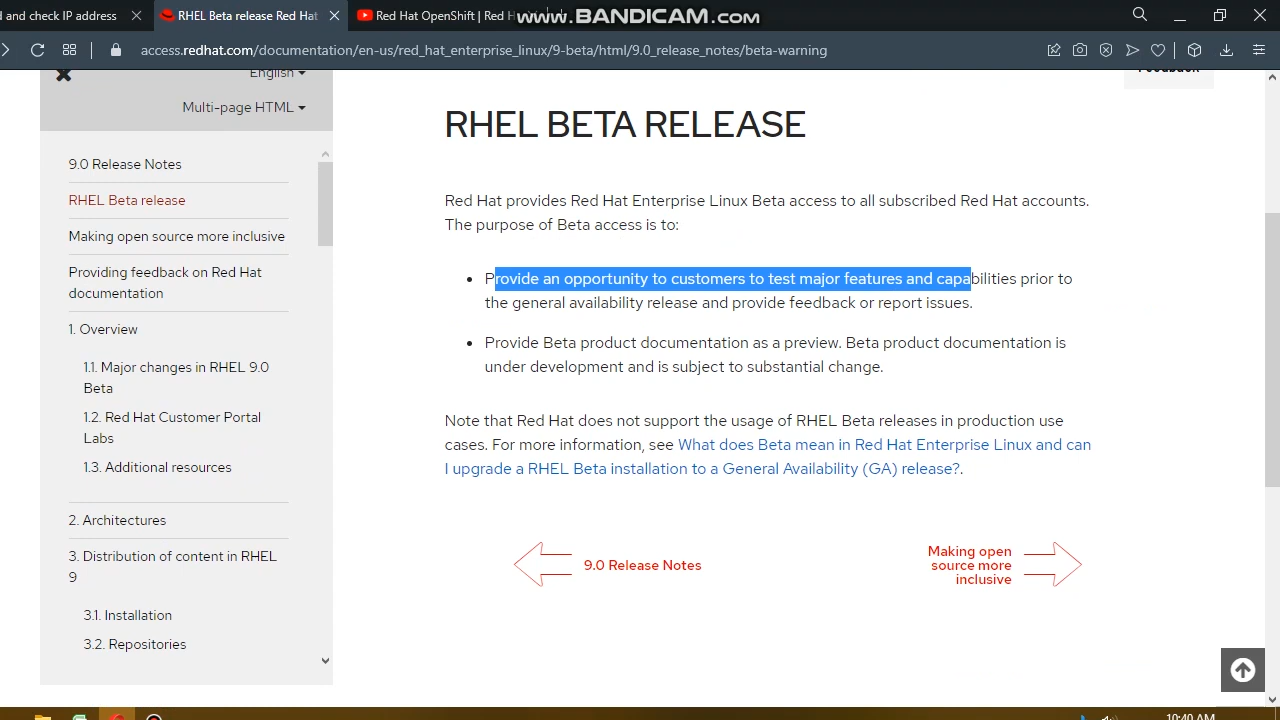 d and check IP address
RHEL Beta release Red Hat
Red Hat OpenShift | Red H
www.BANDICAM.com
access.redhat.com/documentation/en-us/red_hat_enterprise_linux/9-beta/html/9.0_release_notes/beta-warning
English
Multi-page HTML
Feedback
9.0 Release Notes
RHEL Beta release
Making open source more inclusive
Providing feedback on Red Hat
documentation
1. Overview
1.1. Major changes in RHEL 9.0
Beta
1.2. Red Hat Customer Portal
Labs
1.3. Additional resources
2. Architectures
3. Distribution of content in RHEL
9
3.1. Installation
3.2. Repositories
RHEL BETA RELEASE
Red Hat provides Red Hat Enterprise Linux Beta access to all subscribed Red Hat accounts.
The purpose of Beta access is to:
• Provide an opportunity to customers to test major features and capabilities prior to
the general availability release and provide feedback or report issues.
• Provide Beta product documentation as a preview. Beta product documentation is
under development and is subject to substantial change.
Note that Red Hat does not support the usage of RHEL Beta releases in production use
cases. For more information, see What does Beta mean in Red Hat Enterprise Linux and can
I upgrade a RHEL Beta installation to a General Availability (GA) release?.
9.0 Release Notes
Making open
source more
inclusive
10:40 AM